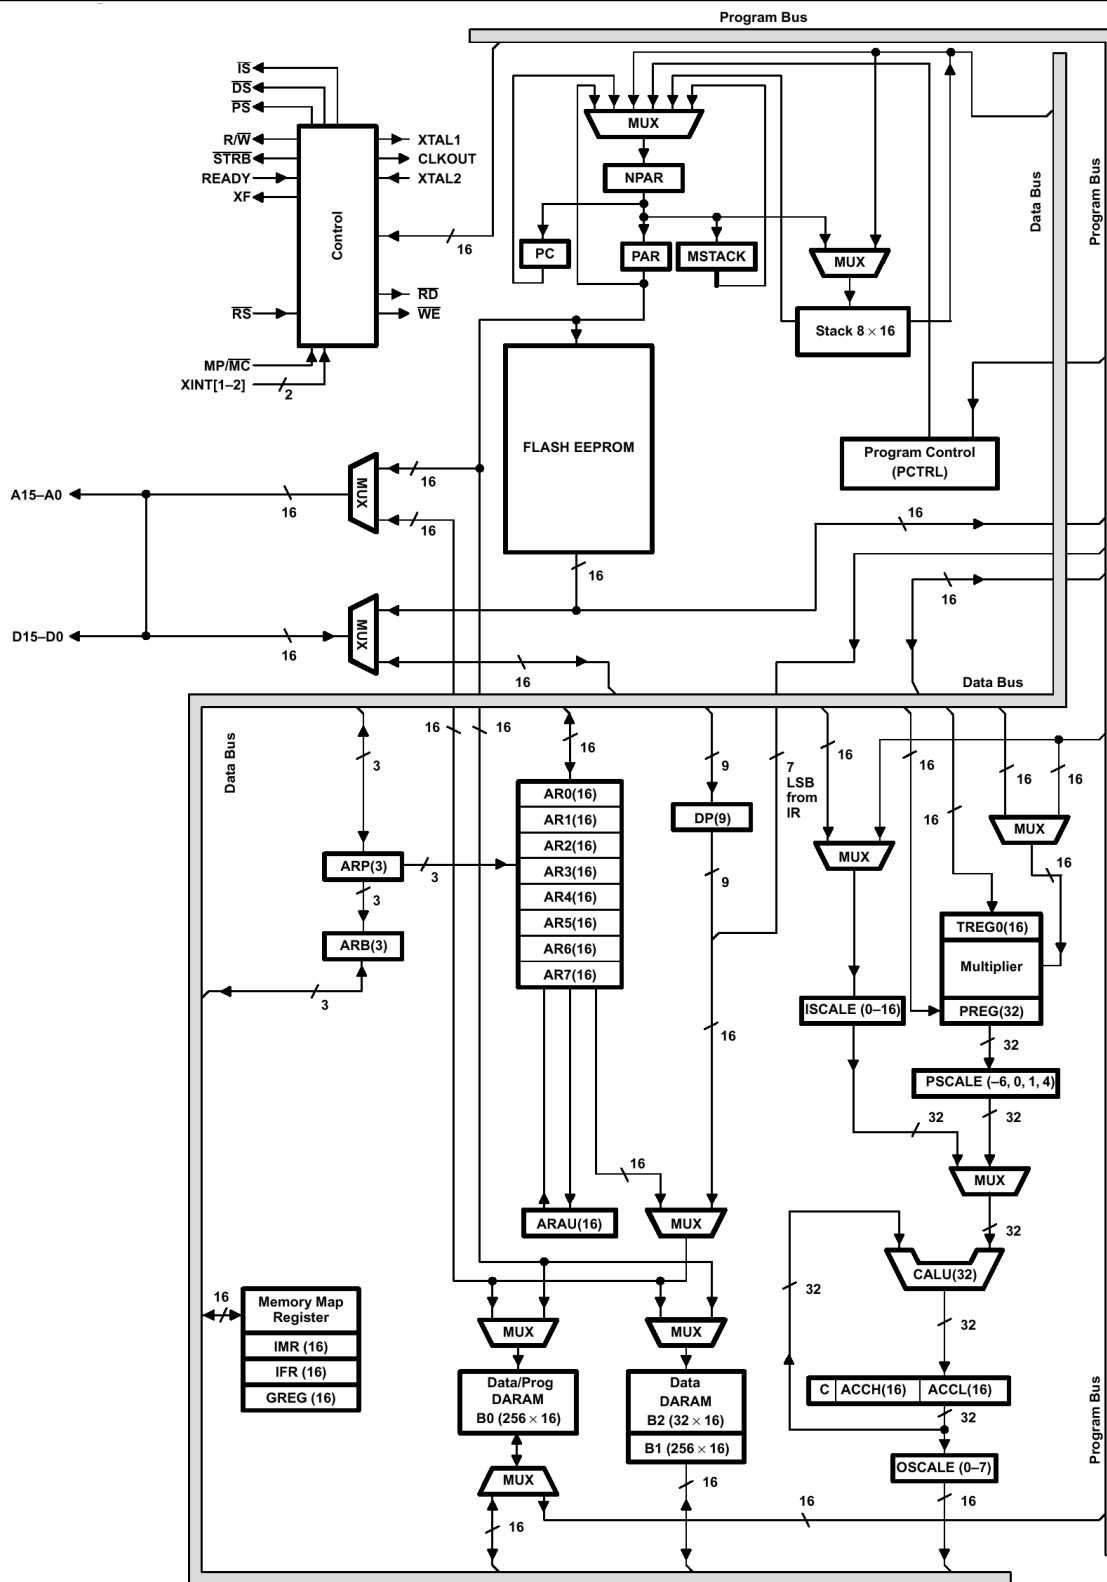 Program Bus
IS
DS
PS
R/W
STRB
READY
XF
XTAL1
CLKOUT
XTAL2
Control
16
RD
WE
RS
MP/MC
XINT[1–2]
2
MUX
NPAR
PC
PAR
MSTACK
MUX
Stack 8 × 16
Data Bus
Program Bus
FLASH EEPROM
Program Control
(PCTRL)
A15–A0
16
MUX
16
16
16
16
16
D15–D0
16
MUX
16
Data Bus
Data Bus
3
16
16
16
9
7
LSB
from
IR
16
16
16
16
16
AR0(16)
AR1(16)
AR2(16)
AR3(16)
AR4(16)
AR5(16)
AR6(16)
AR7(16)
DP(9)
MUX
MUX
16
ARP(3)
3
3
9
ARB(3)
3
TREG0(16)
Multiplier
PREG(32)
ISCALE (0–16)
16
32
PSCALE (–6, 0, 1, 4)
32
32
16
MUX
ARAU(16)
MUX
32
CALU(32)
32
32
16
Memory Map
Register
IMR (16)
IFR (16)
GREG (16)
MUX
MUX
Data/Prog
DARAM
B0 (256 × 16)
Data
DARAM
B2 (32 × 16)
B1 (256 × 16)
C
ACCH(16)
ACCL(16)
32
OSCALE (0–7)
MUX
16
16
16
16
Program Bus